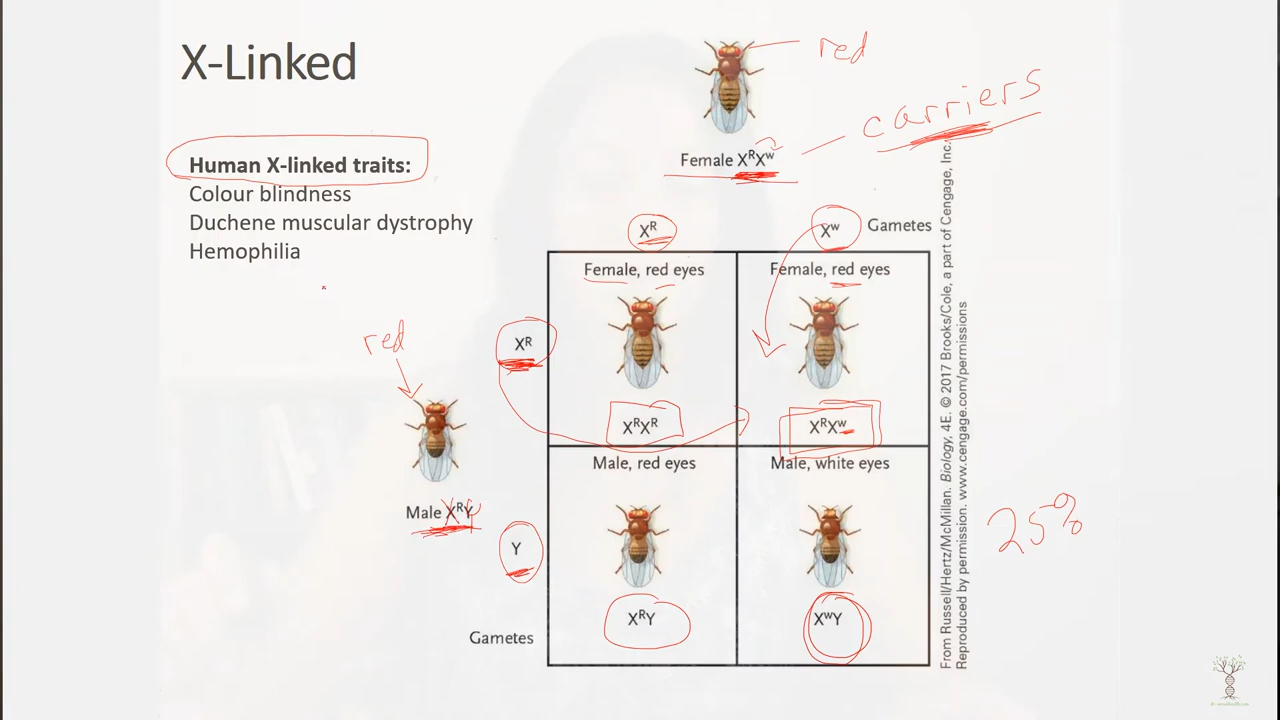 X-Linked
red
carriers
Female XᴿXʷ
Human X-linked traits:
Colour blindness
Duchene muscular dystrophy
Hemophilia
Xᴿ
Xʷ
Gametes
Female, red eyes
Female, red eyes
red
Xᴿ
XᴿXᴿ
XᴿXʷ
Male, red eyes
Male, white eyes
Male XᴿY
Y
25%
XᴿY
XʷY
Gametes
From Russell/Hertz/McMillan. Biology, 4E. © 2017 Brooks/Cole, a part of Cengage, Inc.
Reproduced by permission. www.cengage.com/permissions